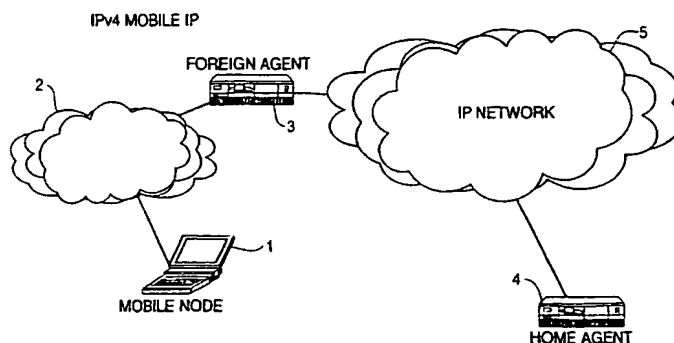 IPv4 MOBILE IP
FOREIGN AGENT
5
2
3
IP NETWORK
1
MOBILE NODE
4
HOME AGENT